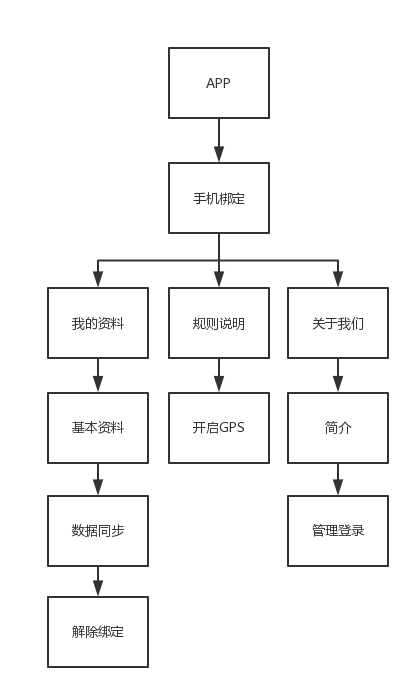 APP
手机绑定
我的资料
规则说明
关于我们
基本资料
开启GPS
简介
数据同步
管理登录
解除绑定